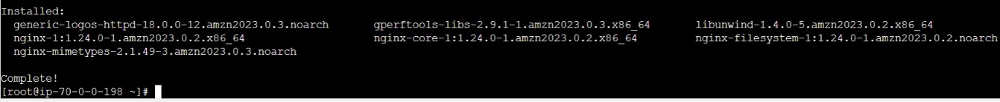 Installed:
generic-logos-httpd-18.0.0-12.amzn2023.0.3.noarch gperftools-libs-2.9.1-1.amzn2023.0.3.x86_64 libunwind-1.4.0-5.amzn2023.0.2.x86_64
nginx-1:1.24.0-1.amzn2023.0.2.x86_64 nginx-core-1:1.24.0-1.amzn2023.0.2.x86_64 nginx-filesystem-1:1.24.0-1.amzn2023.0.2.noarch
nginx-mimetypes-2.1.49-3.amzn2023.0.3.noarch
Complete!
[root@ip-70-0-0-198 ~]#